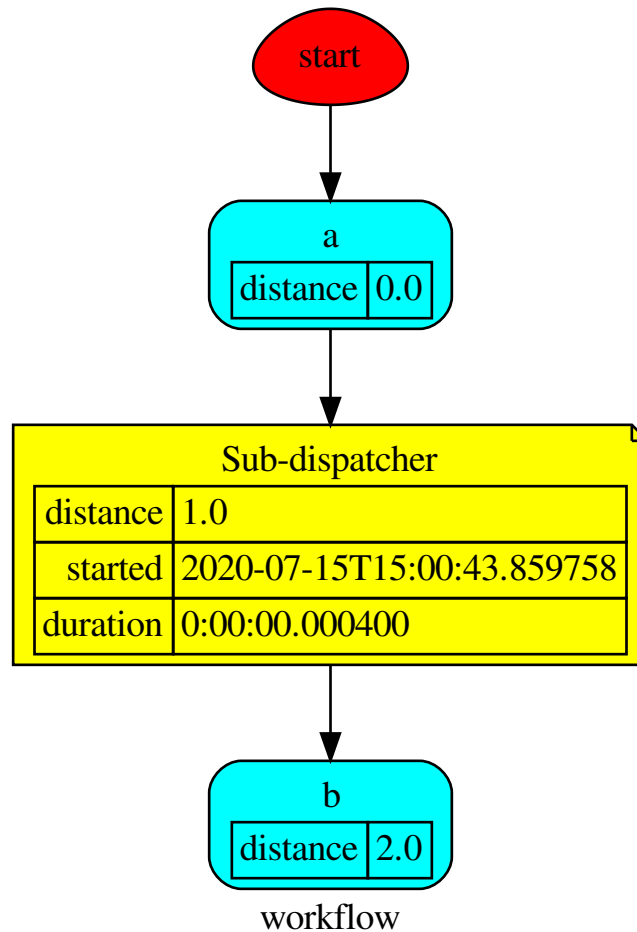 start
a
distance 0.0
Sub-dispatcher
distance 1.0
started 2020-07-15T15:00:43.859758
duration 0:00:00.000400
b
distance 2.0
workflow